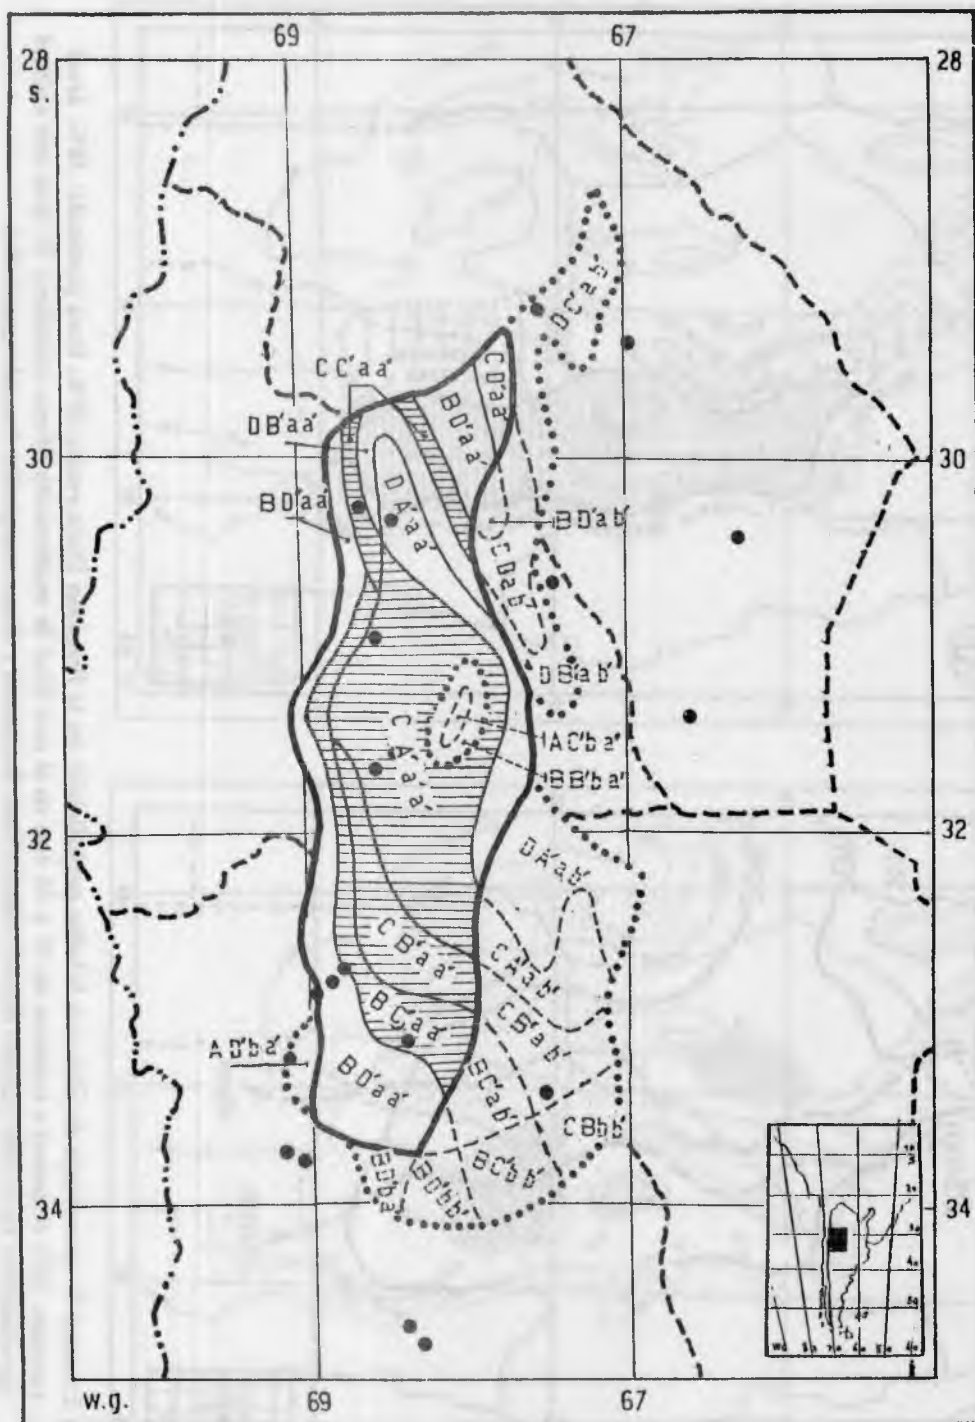 69 67
28 28
s.
D C' a b'
C C' a a'
C D' a a'
D B' a a'
B D' a a'
30 30
D A' a a'
B D' a a'
B D' a b'
C D a b'
D B' a b'
C A' a a'
A C' b a'
B B' b a'
32 32
D A' a b'
C B' a a'
C A' a b'
B C' a a'
C B' a b'
A D' b a'
B D' a a'
B C' a b'
C B b b'
B C' b b'
B D' b a'
B D' b b'
34 34
w.g. 69 67